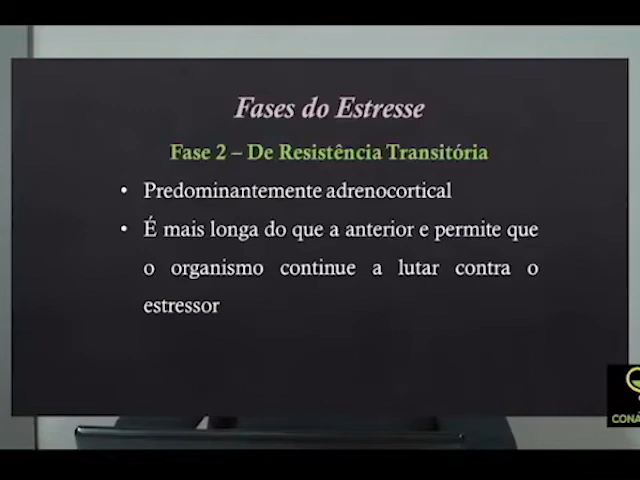 Fases do Estresse
Fase 2 – De Resistência Transitória
• Predominantemente adrenocortical
• É mais longa do que a anterior e permite que
o organismo continue a lutar contra o
estressor